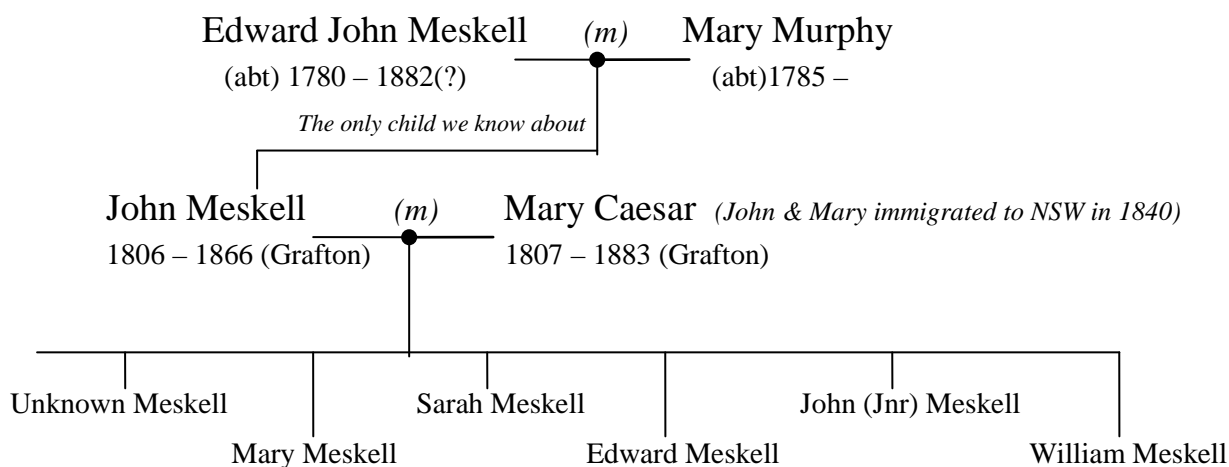 Edward John Meskell (m) Mary Murphy
(abt) 1780 – 1882(?) (abt)1785 –
The only child we know about
John Meskell (m) Mary Caesar (John & Mary immigrated to NSW in 1840)
1806 – 1866 (Grafton) 1807 – 1883 (Grafton)
Unknown Meskell Sarah Meskell John (Jnr) Meskell
Mary Meskell Edward Meskell William Meskell